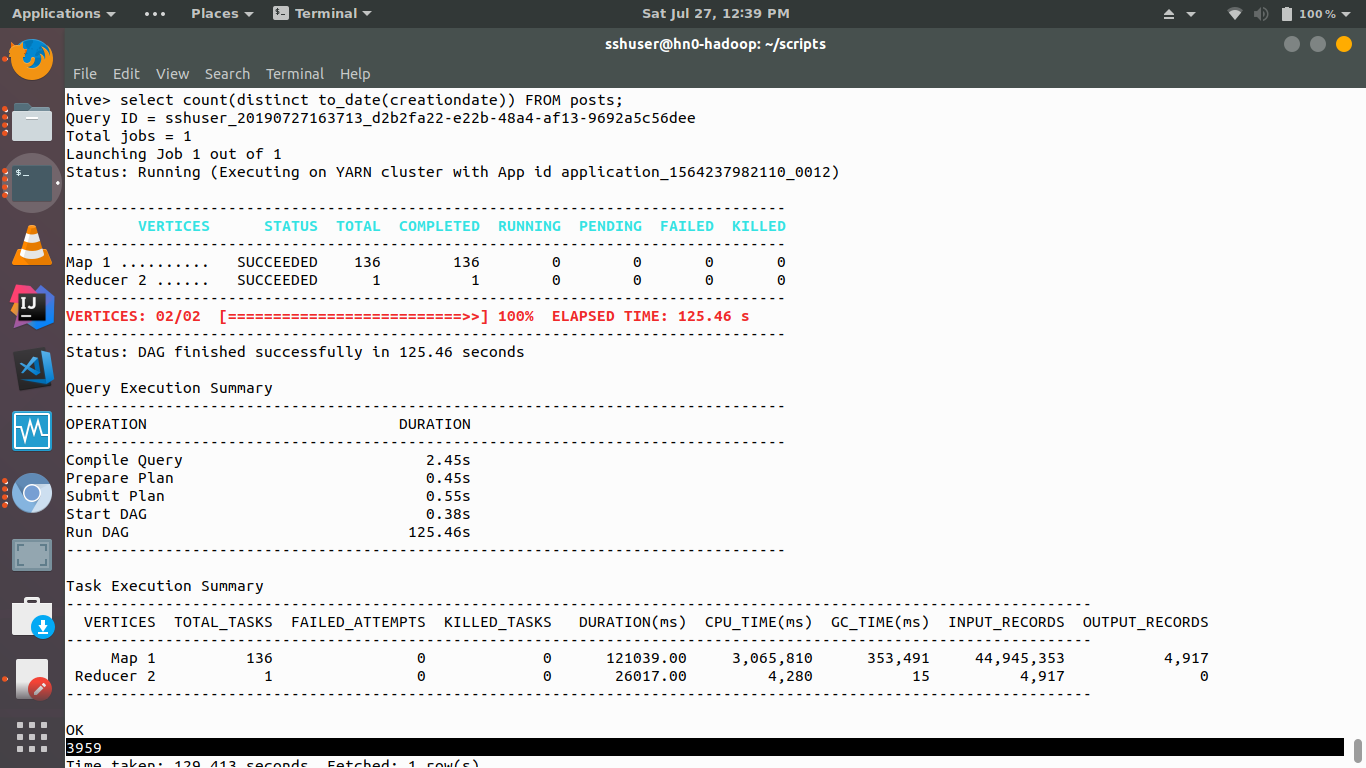 Applications Places Terminal Sat Jul 27, 12:39 PM 100 %
sshuser@hn0-hadoop: ~/scripts
File Edit View Search Terminal Help
hive> select count(distinct to_date(creationdate)) FROM posts;
Query ID = sshuser_20190727163713_d2b2fa22-e22b-48a4-af13-9692a5c56dee
Total jobs = 1
Launching Job 1 out of 1
Status: Running (Executing on YARN cluster with App id application_1564237982110_0012)
--------------------------------------------------------------------------------
VERTICES STATUS TOTAL COMPLETED RUNNING PENDING FAILED KILLED
--------------------------------------------------------------------------------
Map 1 .......... SUCCEEDED 136 136 0 0 0 0
Reducer 2 ...... SUCCEEDED 1 1 0 0 0 0
--------------------------------------------------------------------------------
VERTICES: 02/02 [==========================>>] 100% ELAPSED TIME: 125.46 s
--------------------------------------------------------------------------------
Status: DAG finished successfully in 125.46 seconds
Query Execution Summary
--------------------------------------------------------------------------------
OPERATION DURATION
--------------------------------------------------------------------------------
Compile Query 2.45s
Prepare Plan 0.45s
Submit Plan 0.55s
Start DAG 0.38s
Run DAG 125.46s
--------------------------------------------------------------------------------
Task Execution Summary
------------------------------------------------------------------------------------------------------------------
VERTICES TOTAL_TASKS FAILED_ATTEMPTS KILLED_TASKS DURATION(ms) CPU_TIME(ms) GC_TIME(ms) INPUT_RECORDS OUTPUT_RECORDS
------------------------------------------------------------------------------------------------------------------
Map 1 136 0 0 121039.00 3,065,810 353,491 44,945,353 4,917
Reducer 2 1 0 0 26017.00 4,280 15 4,917 0
------------------------------------------------------------------------------------------------------------------
OK
3959
Time taken: 129.413 seconds, Fetched: 1 row(s)